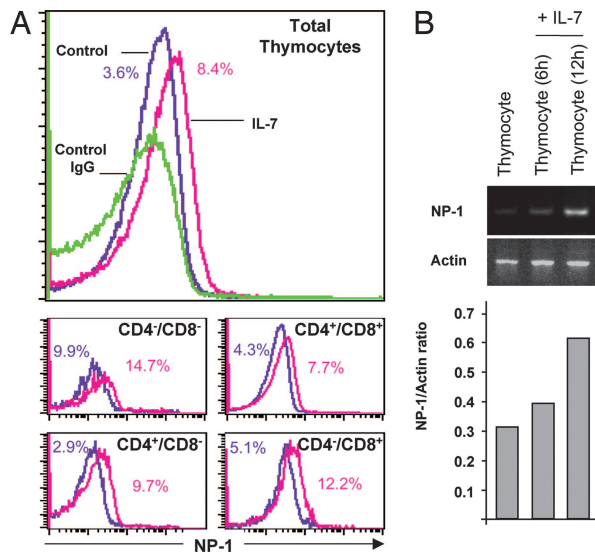 A
Total
Thymocytes
Control
3.6%
8.4%
IL-7
Control
IgG
CD4-/CD8-
9.9%
14.7%
CD4+/CD8+
4.3%
7.7%
CD4+/CD8-
2.9%
9.7%
CD4-/CD8+
5.1%
12.2%
NP-1
B
+ IL-7
Thymocyte
Thymocyte (6h)
Thymocyte (12h)
NP-1
Actin
NP-1/Actin ratio
0.7
0.6
0.5
0.4
0.3
0.2
0.1